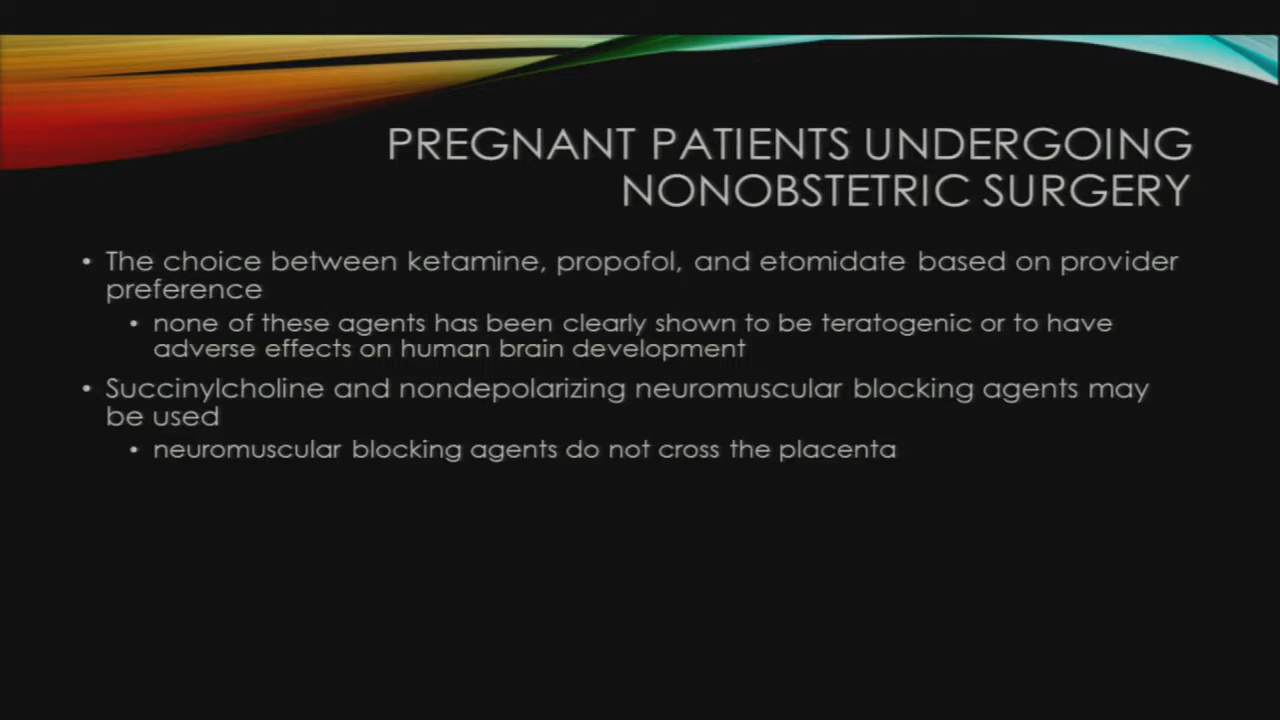 PREGNANT PATIENTS UNDERGOING
NONOBSTETRIC SURGERY
• The choice between ketamine, propofol, and etomidate based on provider
preference
• none of these agents has been clearly shown to be teratogenic or to have
adverse effects on human brain development
• Succinylcholine and nondepolarizing neuromuscular blocking agents may
be used
• neuromuscular blocking agents do not cross the placenta